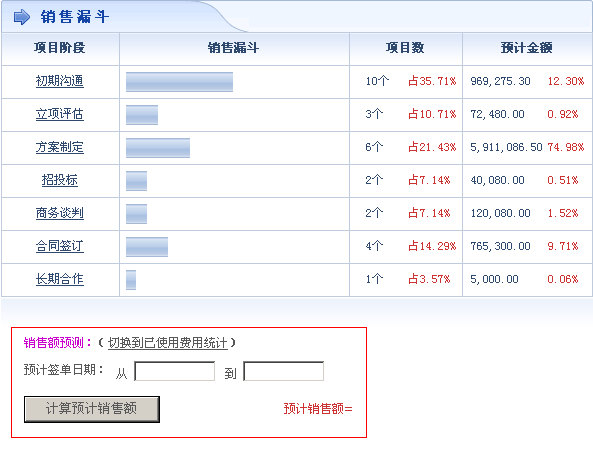 销售漏斗
项目阶段 销售漏斗 项目数 预计金额
初期沟通 10个 占35.71% 969,275.30 12.30%
立项评估 3个 占10.71% 72,480.00 0.92%
方案制定 6个 占21.43% 5,911,086.50 74.98%
招投标 2个 占7.14% 40,080.00 0.51%
商务谈判 2个 占7.14% 120,080.00 1.52%
合同签订 4个 占14.29% 765,300.00 9.71%
长期合作 1个 占3.57% 5,000.00 0.06%
销售额预测：（切换到已使用费用统计）
预计签单日期： 从 到
计算预计销售额 预计销售额=